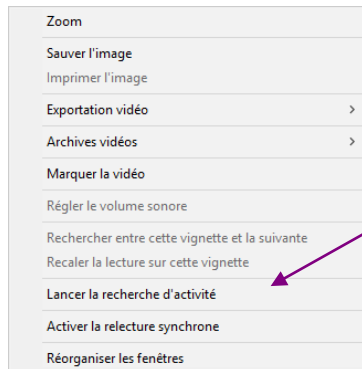 Zoom
Sauver l'image
Imprimer l'image
Exportation vidéo
Archives vidéos
Marquer la vidéo
Régler le volume sonore
Rechercher entre cette vignette et la suivante
Recaler la lecture sur cette vignette
Lancer la recherche d'activité
Activer la relecture synchrone
Réorganiser les fenêtres